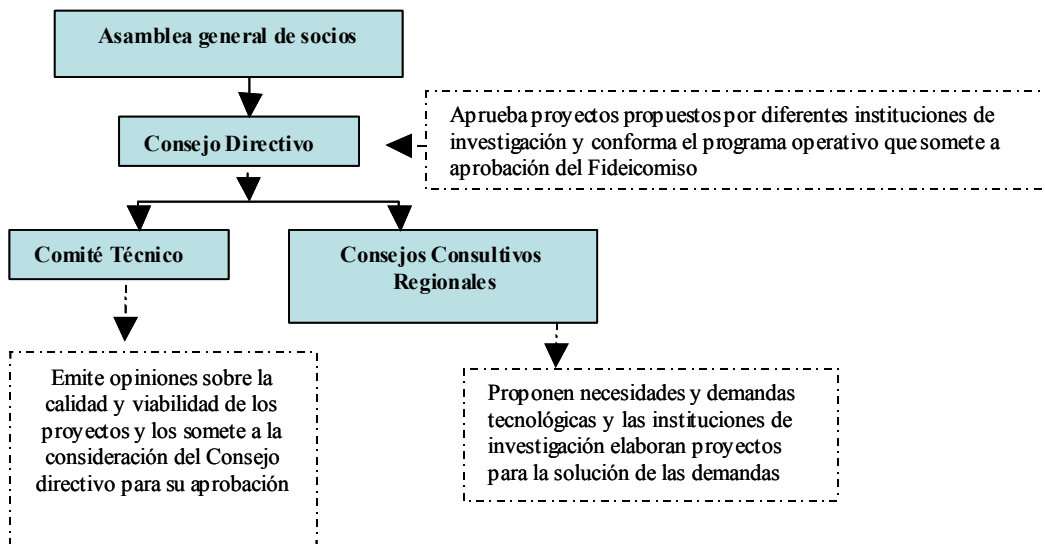 Asamblea general de socios
Consejo Directivo
Aprueba proyectos propuestos por diferentes instituciones de
investigación y conforma el programa operativo que somete a
aprobación del Fideicomiso
Comité Técnico
Consejos Consultivos
Regionales
Emite opiniones sobre la
calidad y viabilidad de los
proyectos y los somete a la
consideración del Consejo
directivo para su aprobación
Proponen necesidades y demandas
tecnológicas y las instituciones de
investigación elaboran proyectos
para la solución de las demandas